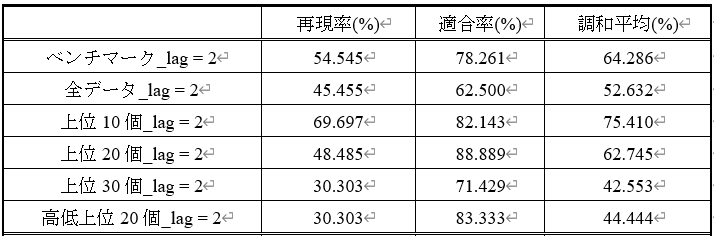 再現率(%) 適合率(%) 調和平均(%)
ベンチマーク_lag = 2 54.545 78.261 64.286
全データ_lag = 2 45.455 62.500 52.632
上位 10 個_lag = 2 69.697 82.143 75.410
上位 20 個_lag = 2 48.485 88.889 62.745
上位 30 個_lag = 2 30.303 71.429 42.553
高低上位 20 個_lag = 2 30.303 83.333 44.444